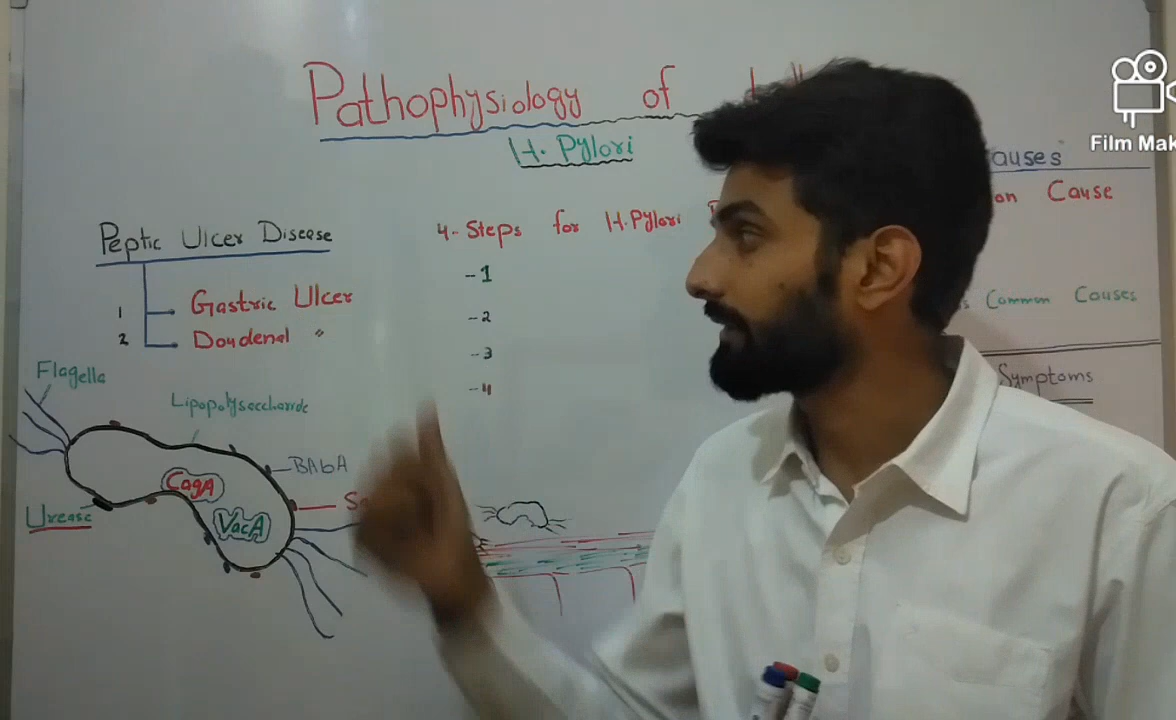 Pathophysiology of
H. Pylori
Peptic Ulcer Disease
1 Gastric Ulcer
2 Doudenal "
4-Steps for H.Pylori
-1
-2
-3
-4
Cause
Common Causes
Symptoms
Flagella
Lipopolysaccharide
BAbA
CagA
VacA
Urease
Film Mak